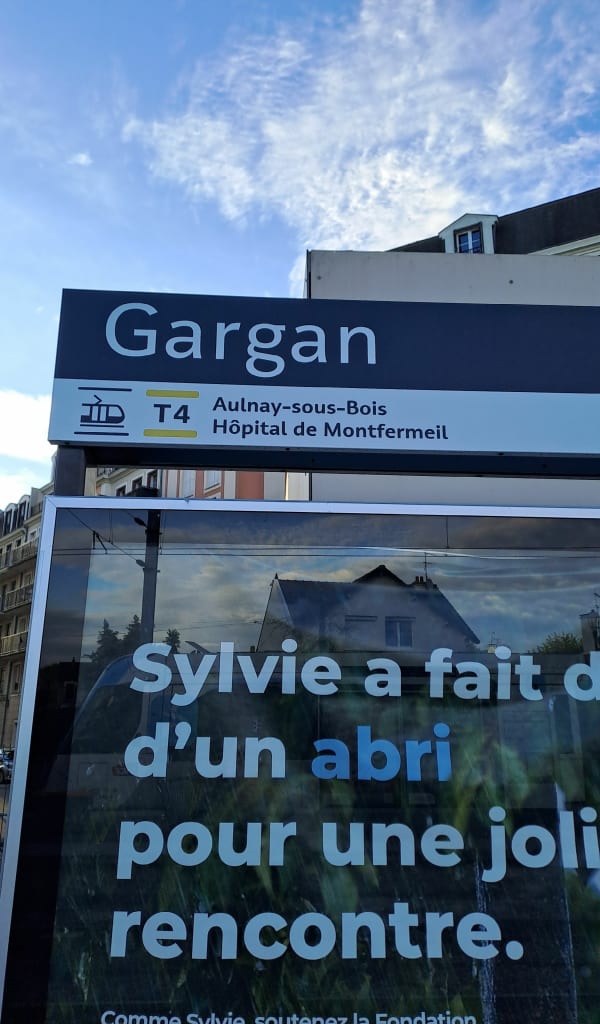 Gargan
T4
Aulnay-sous-Bois
Hôpital de Montfermeil
Sylvie a fait d
d’un abri
pour une joli
rencontre.
Comme Sylvie, soutenez la Fondation